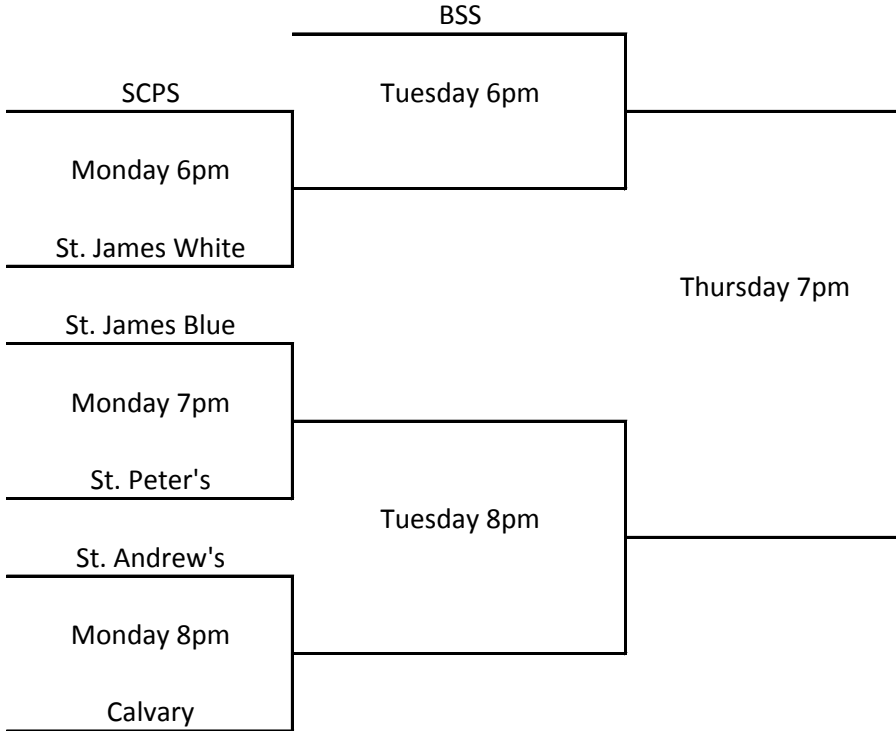 BSS
SCPS
Tuesday 6pm
Monday 6pm
St. James White
Thursday 7pm
St. James Blue
Monday 7pm
St. Peter's
Tuesday 8pm
St. Andrew's
Monday 8pm
Calvary